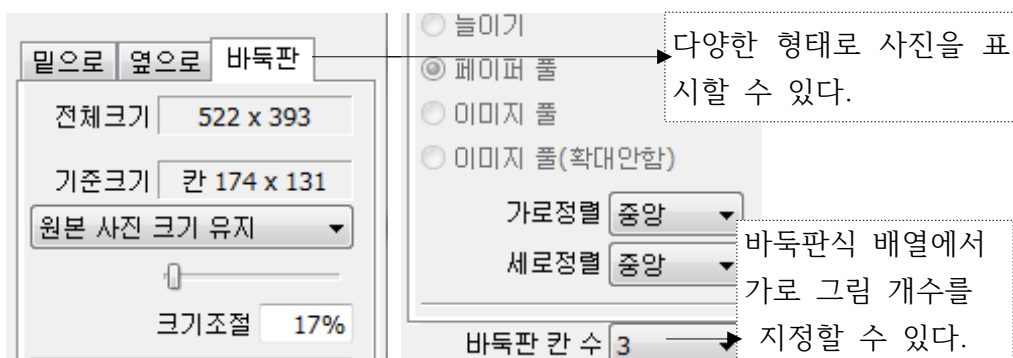 밑으로 옆으로 바둑판
전체크기 522 x 393
기준크기 칸 174 x 131
원본 사진 크기 유지
크기조절 17%
늘이기
페이퍼 풀
이미지 풀
이미지 풀(확대안함)
가로정렬 중앙
세로정렬 중앙
바둑판 칸 수 3
다양한 형태로 사진을 표
시할 수 있다.
바둑판식 배열에서
가로 그림 개수를
지정할 수 있다.